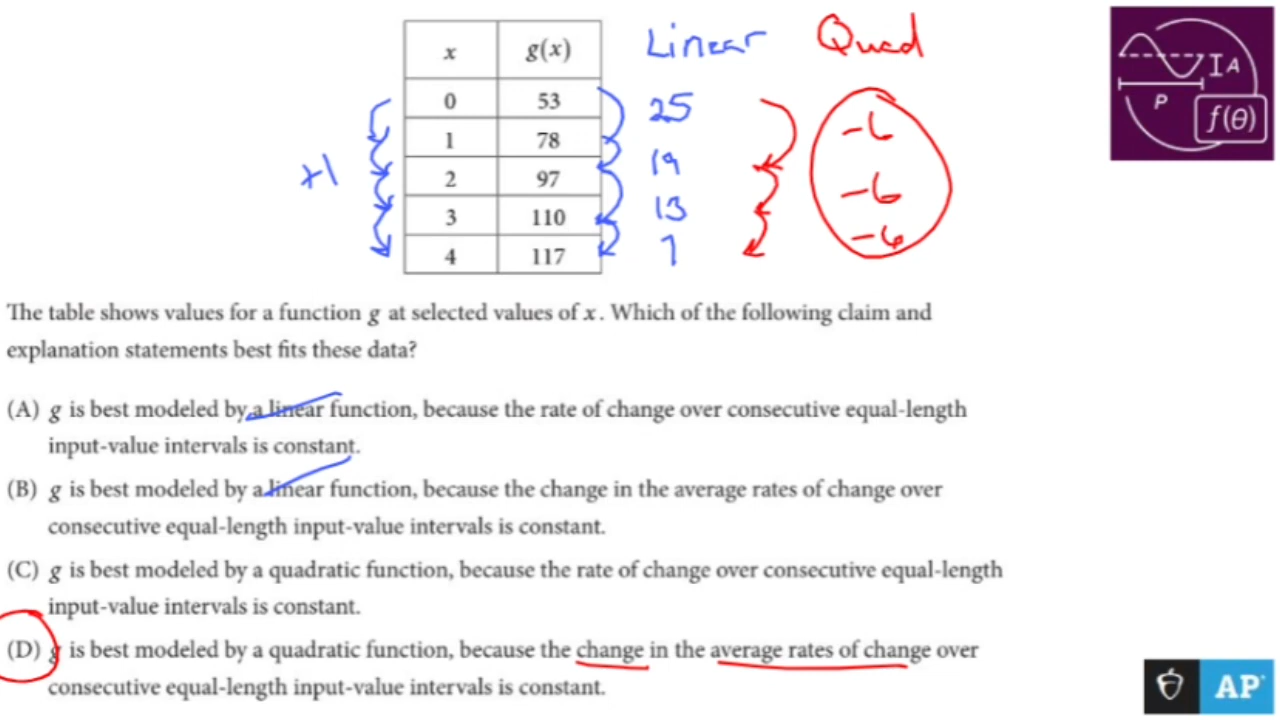 x g(x) Linear Quad
0 53 25
1 78 19 -6
2 97 13 -6
3 110 7 -6
4 117
+1
A
P
f(θ)
The table shows values for a function g at selected values of x. Which of the following claim and
explanation statements best fits these data?
(A) g is best modeled by a linear function, because the rate of change over consecutive equal-length
input-value intervals is constant.
(B) g is best modeled by a linear function, because the change in the average rates of change over
consecutive equal-length input-value intervals is constant.
(C) g is best modeled by a quadratic function, because the rate of change over consecutive equal-length
input-value intervals is constant.
(D) g is best modeled by a quadratic function, because the change in the average rates of change over
consecutive equal-length input-value intervals is constant.
AP